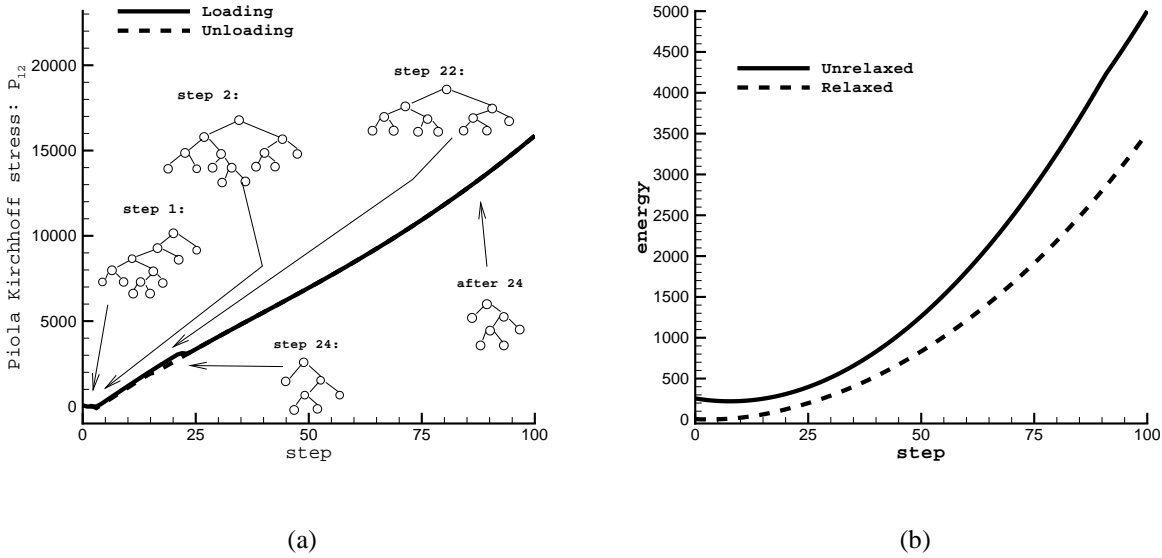 Loading
Unloading
Piola Kirchhoff stress: P12
20000
15000
10000
5000
0
step 1:
step 2:
step 22:
after 24
step 24:
0 25 50 75 100
step
(a)
Unrelaxed
Relaxed
energy
5000
4500
4000
3500
3000
2500
2000
1500
1000
500
0
0 25 50 75 100
step
(b)